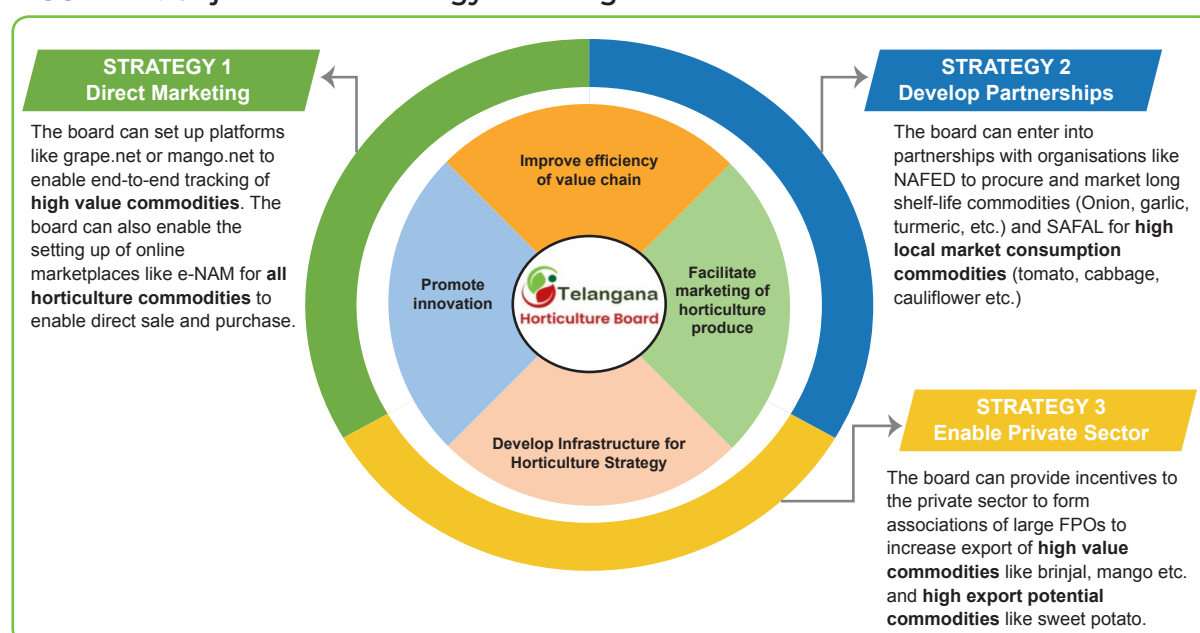 STRATEGY 1
Direct Marketing
The board can set up platforms
like grape.net or mango.net to
enable end-to-end tracking of
high value commodities. The
board can also enable the
setting up of online
marketplaces like e-NAM for all
horticulture commodities to
enable direct sale and purchase.
STRATEGY 2
Develop Partnerships
The board can enter into
partnerships with organisations like
NAFED to procure and market long
shelf-life commodities (Onion, garlic,
turmeric, etc.) and SAFAL for high
local market consumption
commodities (tomato, cabbage,
cauliflower etc.)
Improve efficiency
of value chain
Promote
innovation
Telangana
Horticulture Board
Facilitate
marketing of
horticulture
produce
Develop Infrastructure for
Horticulture Strategy
STRATEGY 3
Enable Private Sector
The board can provide incentives to
the private sector to form
associations of large FPOs to
increase export of high value
commodities like brinjal, mango etc.
and high export potential
commodities like sweet potato.